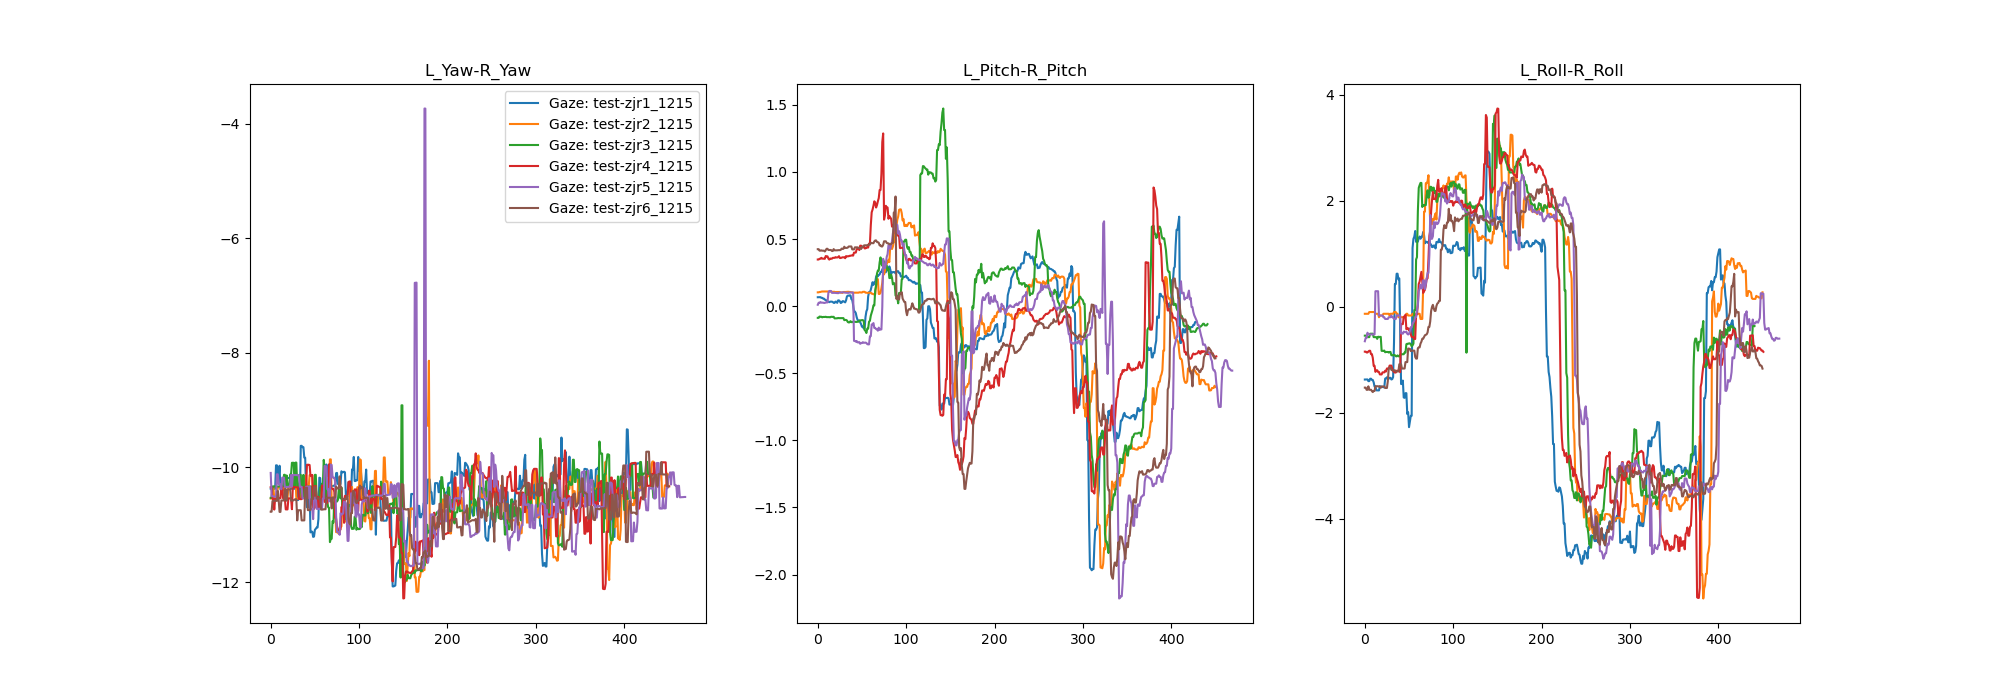 L_Yaw-R_Yaw
−4
−6
−8
−10
−12
0 100 200 300 400
Gaze: test-zjr1_1215
Gaze: test-zjr2_1215
Gaze: test-zjr3_1215
Gaze: test-zjr4_1215
Gaze: test-zjr5_1215
Gaze: test-zjr6_1215
L_Pitch-R_Pitch
1.5
1.0
0.5
0.0
−0.5
−1.0
−1.5
−2.0
0 100 200 300 400
L_Roll-R_Roll
4
2
0
−2
−4
0 100 200 300 400